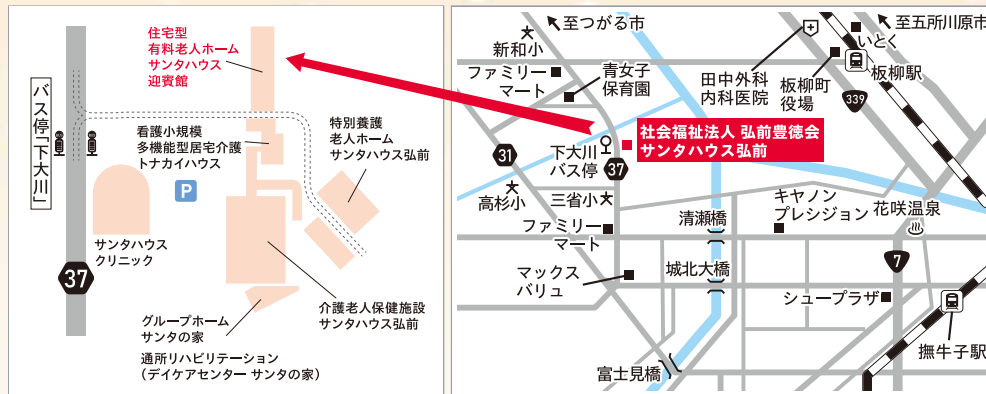 住宅型
有料老人ホーム
サンタハウス
迎賓館
バス停「下大川」
看護小規模
多機能型居宅介護
トナカイハウス
特別養護
老人ホーム
サンタハウス弘前
P
サンタハウス
クリニック
37
グループホーム
サンタの家
介護老人保健施設
サンタハウス弘前
通所リハビリテーション
(デイケアセンター サンタの家)
至つがる市
至五所川原市
新和小
いとく
ファミリー
マート
青女子
保育園
田中外科
内科医院
板柳町
役場
板柳駅
339
社会福祉法人 弘前豊徳会
サンタハウス弘前
31
下大川
バス停
37
高杉小
三省小
キヤノン
プレシジョン
花咲温泉
清瀬橋
ファミリー
マート
7
城北大橋
マックス
バリュ
シュープラザ
撫牛子駅
富士見橋